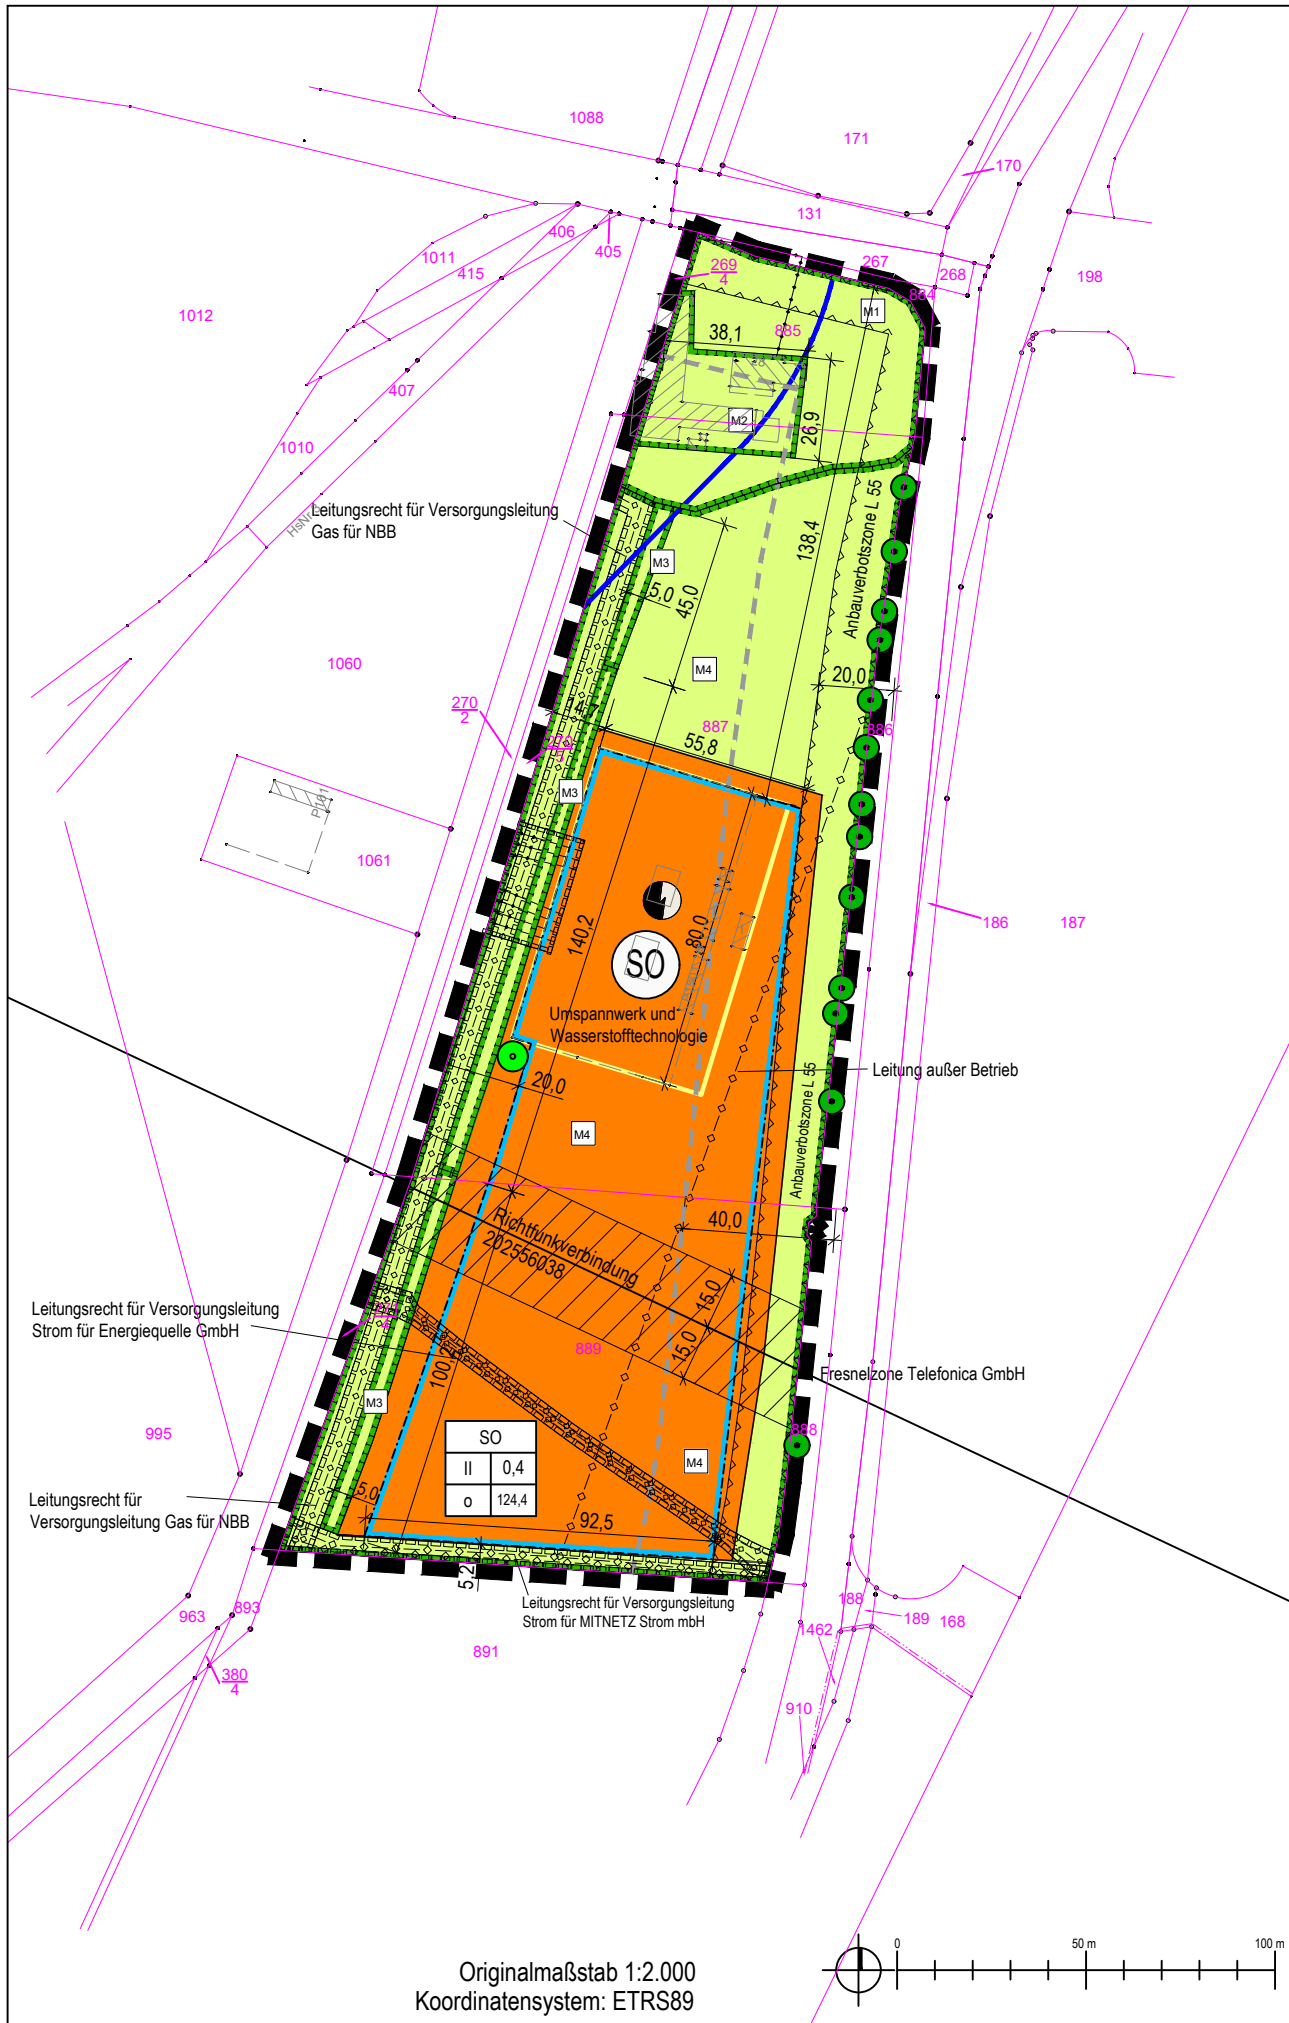 1088
171
170
131
406
405
1011
415
269
4
267
268
884
198
1012
M1
38,1
885
407
M2
26,9
1010
HsNr.
Leitungsrecht für Versorgungsleitung
Gas für NBB
Anbauverbotszone L 55
138,4
M3
5,0
45,0
1060
M4
20,0
270
2
14,7
887
886
55,8
M3
P101
1061
186
187
140,2
80,0
SO
Umspannwerk und
Wasserstofftechnologie
Leitung außer Betrieb
20,0
Anbauverbotszone L 55
M4
40,0
Richtfunkverbindung
202556038
15,0
15,0
Leitungsrecht für Versorgungsleitung
Strom für Energiequelle GmbH
889
Fresnelzone Telefonica GmbH
M3
995
888
SO
II
0,4
o
124,4
M4
Leitungsrecht für
Versorgungsleitung Gas für NBB
5,0
92,5
5,2
Leitungsrecht für Versorgungsleitung
Strom für MITNETZ Strom mbH
963
893
188
189
168
1462
891
380
4
910
0
50 m
100 m
Originalmaßstab 1:2.000
Koordinatensystem: ETRS89